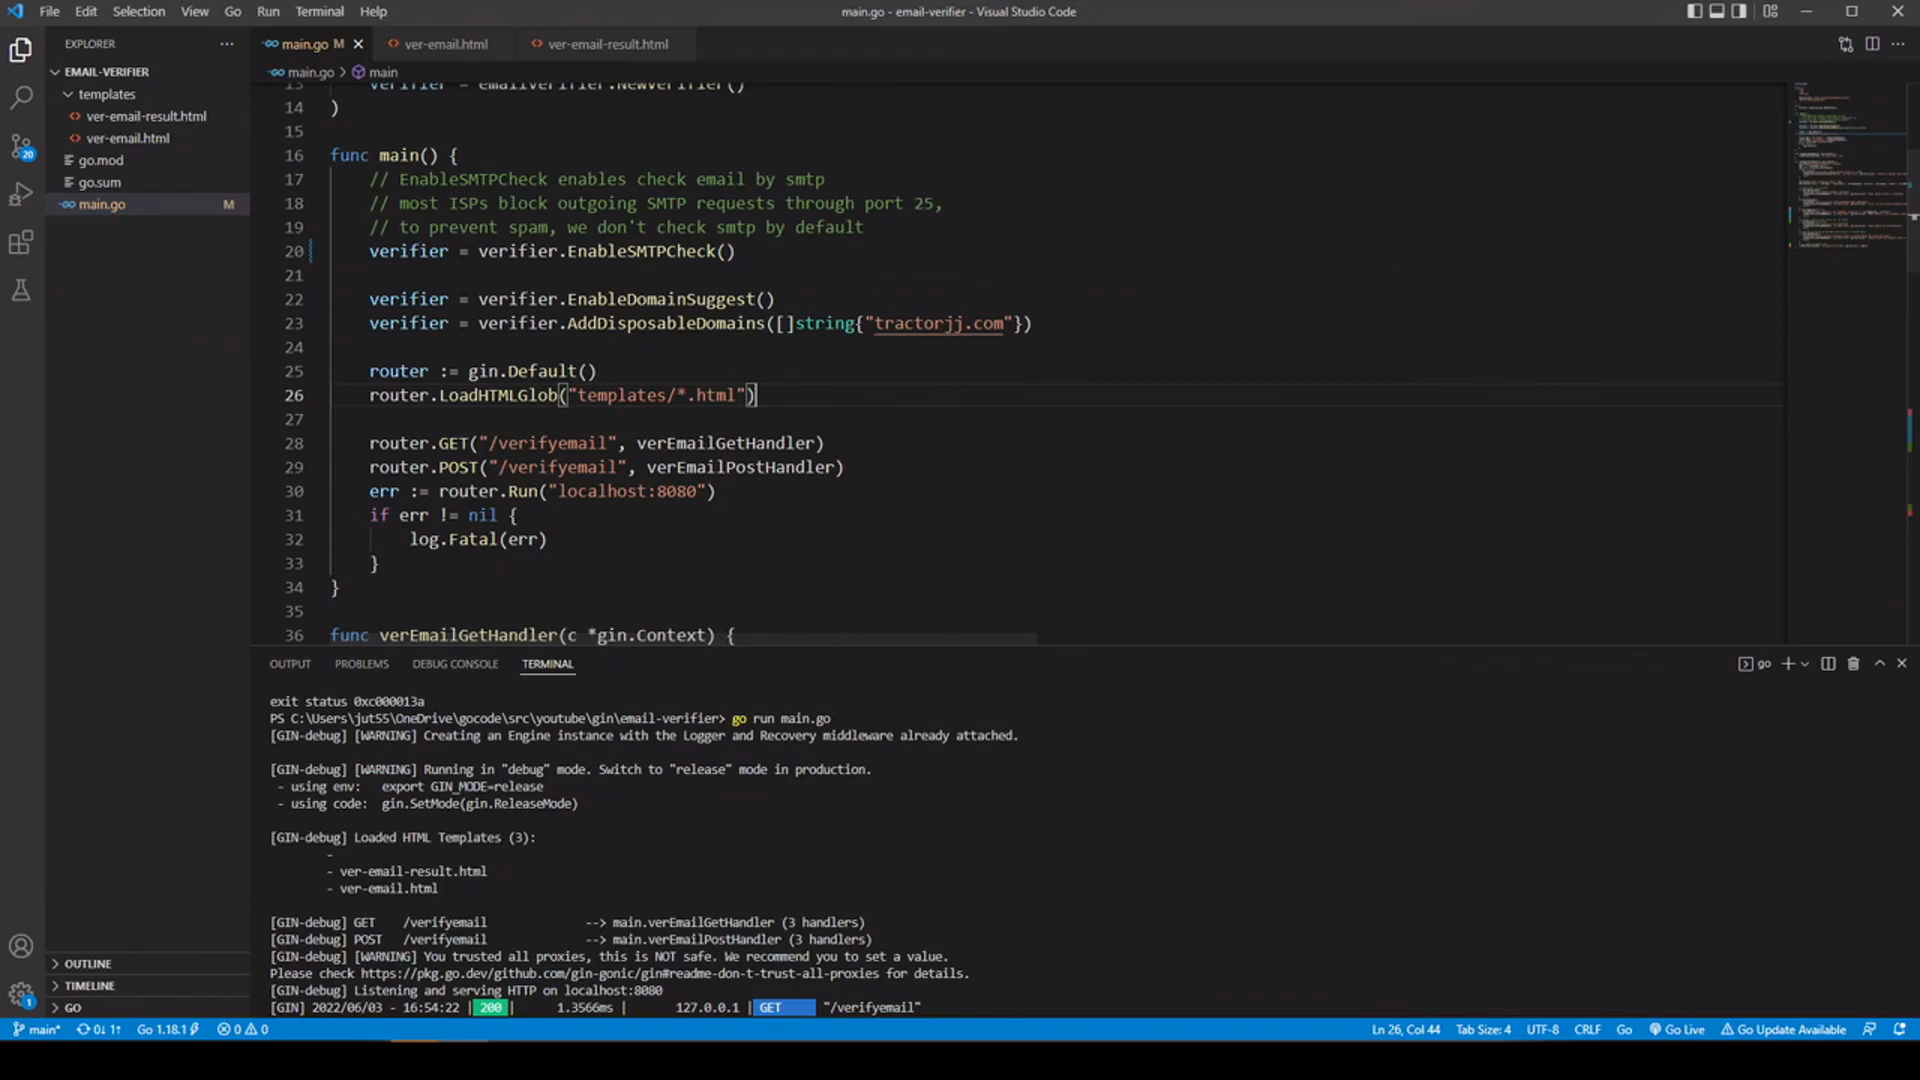 File Edit Selection View Go Run Terminal Help
main.go - email-verifier - Visual Studio Code
EXPLORER
main.go M
ver-email.html
ver-email-result.html
EMAIL-VERIFIER
templates
ver-email-result.html
ver-email.html
go.mod
go.sum
main.go M
20
main.go > main
13 verifier = emailverifier.NewVerifier()
14 )
15
16 func main() {
17 // EnableSMTPCheck enables check email by smtp
18 // most ISPs block outgoing SMTP requests through port 25,
19 // to prevent spam, we don't check smtp by default
20 verifier = verifier.EnableSMTPCheck()
21
22 verifier = verifier.EnableDomainSuggest()
23 verifier = verifier.AddDisposableDomains([]string{"tractorjj.com"})
24
25 router := gin.Default()
26 router.LoadHTMLGlob("templates/*.html")
27
28 router.GET("/verifyemail", verEmailGetHandler)
29 router.POST("/verifyemail", verEmailPostHandler)
30 err := router.Run("localhost:8080")
31 if err != nil {
32 log.Fatal(err)
33 }
34 }
35
36 func verEmailGetHandler(c *gin.Context) {
OUTPUT PROBLEMS DEBUG CONSOLE TERMINAL
go
exit status 0xc000013a
PS C:\Users\jut55\OneDrive\gocode\src\youtube\gin\email-verifier> go run main.go
[GIN-debug] [WARNING] Creating an Engine instance with the Logger and Recovery middleware already attached.
[GIN-debug] [WARNING] Running in "debug" mode. Switch to "release" mode in production.
- using env: export GIN_MODE=release
- using code: gin.SetMode(gin.ReleaseMode)
[GIN-debug] Loaded HTML Templates (3):
-
- ver-email-result.html
- ver-email.html
[GIN-debug] GET /verifyemail --> main.verEmailGetHandler (3 handlers)
[GIN-debug] POST /verifyemail --> main.verEmailPostHandler (3 handlers)
[GIN-debug] [WARNING] You trusted all proxies, this is NOT safe. We recommend you to set a value.
Please check https://pkg.go.dev/github.com/gin-gonic/gin#readme-don-t-trust-all-proxies for details.
[GIN-debug] Listening and serving HTTP on localhost:8080
[GIN] 2022/06/03 - 16:54:22 | 200 | 1.3566ms | 127.0.0.1 | GET "/verifyemail"
OUTLINE
TIMELINE
GO
1
main* 0↓ 1↑ Go 1.18.1 0 0
Ln 26, Col 44 Tab Size: 4 UTF-8 CRLF Go Go Live Go Update Available